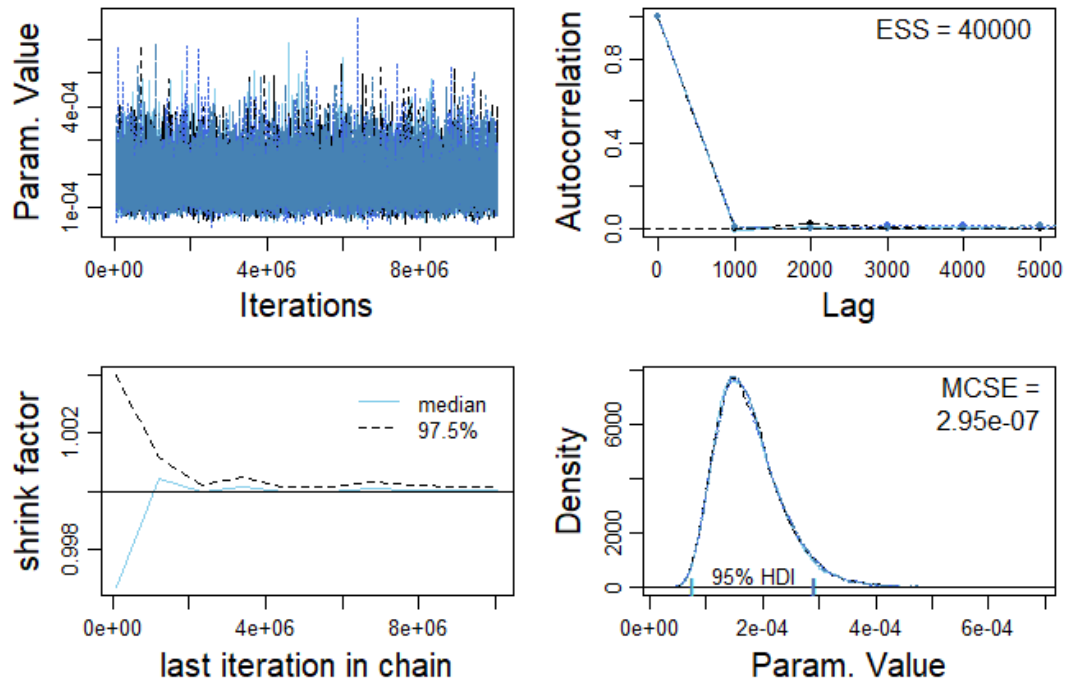 Param. Value
1e-04
4e-04
0e+00
4e+06
8e+06
Iterations
Autocorrelation
0.0
0.4
0.8
ESS = 40000
0
1000
2000
3000
4000
5000
Lag
shrink factor
0.998
1.002
median
97.5%
0e+00
4e+06
8e+06
last iteration in chain
Density
0
2000
6000
MCSE =
2.95e-07
95% HDI
0e+00
2e-04
4e-04
6e-04
Param. Value